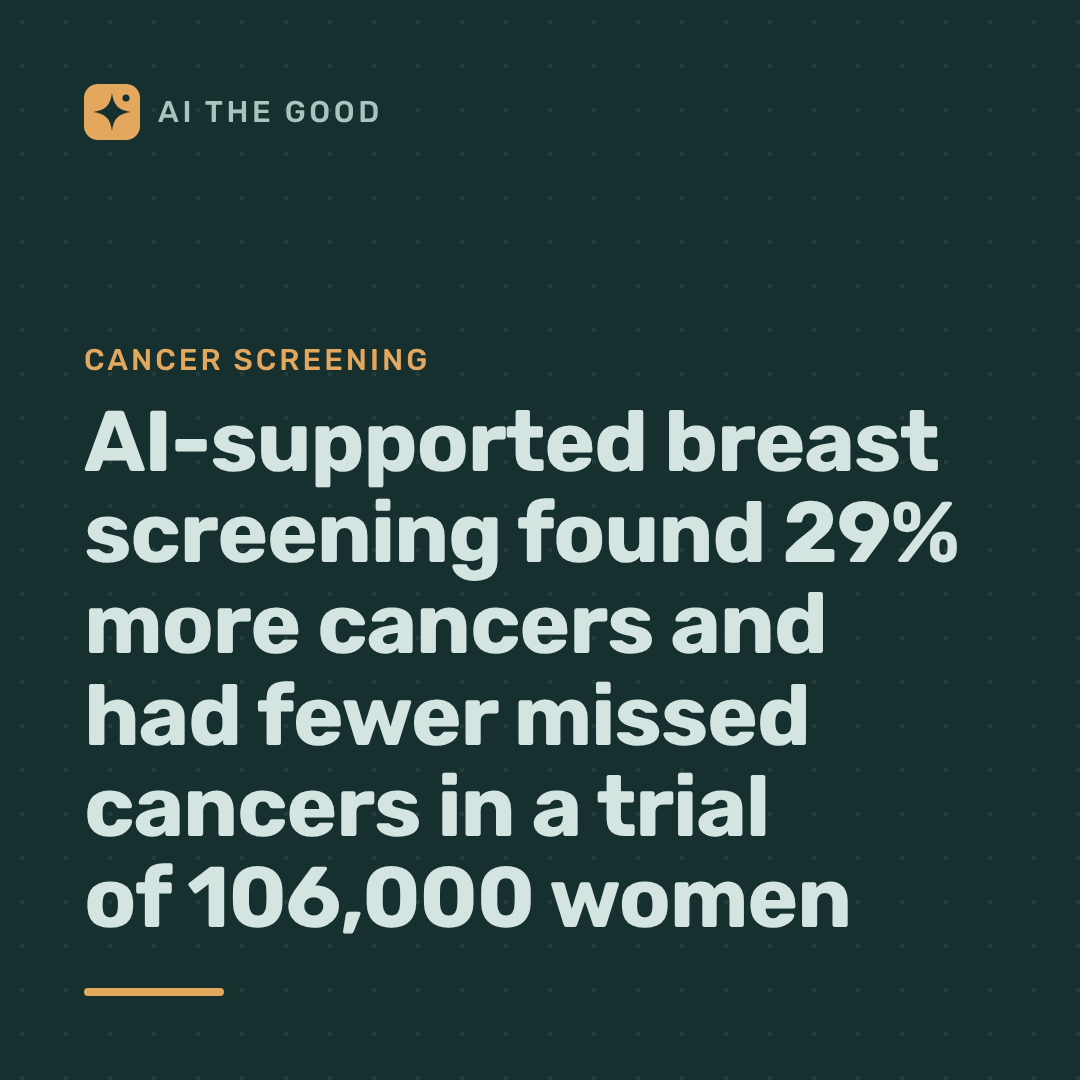 AI THE GOOD
CANCER SCREENING
AI-supported breast
screening found 29%
more cancers and
had fewer missed
cancers in a trial
of 106,000 women